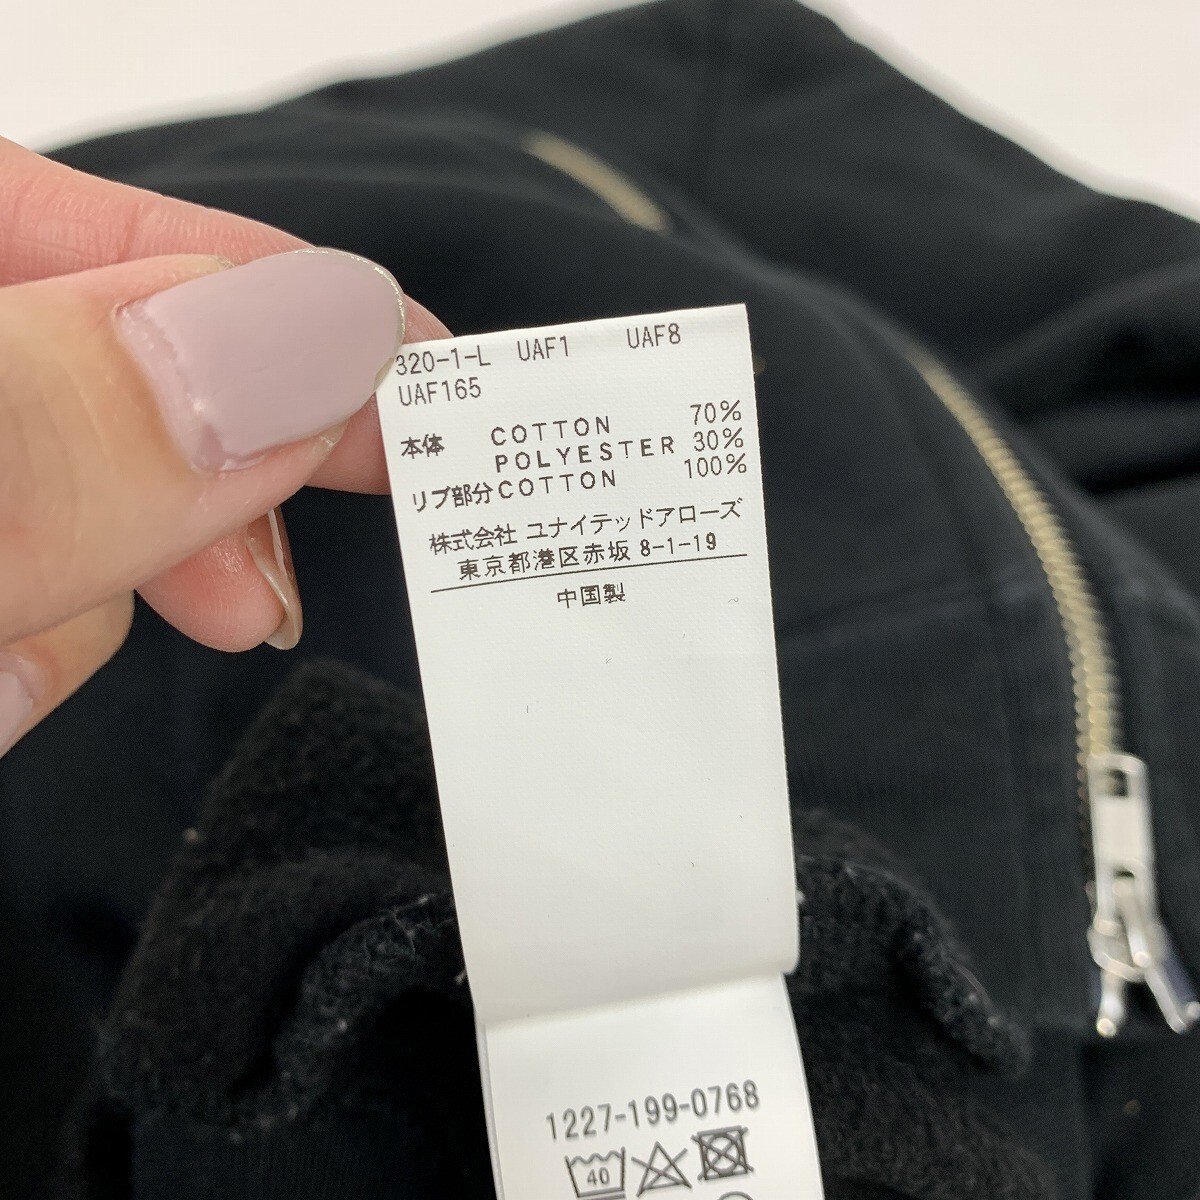 320-1-L UAF1 UAF8
UAF165
本体 COTTON 70%
POLYESTER 30%
リブ部分 COTTON 100%
株式会社 ユナイテッドアローズ
東京都港区赤坂 8-1-19
中国製
1227-199-0768
40